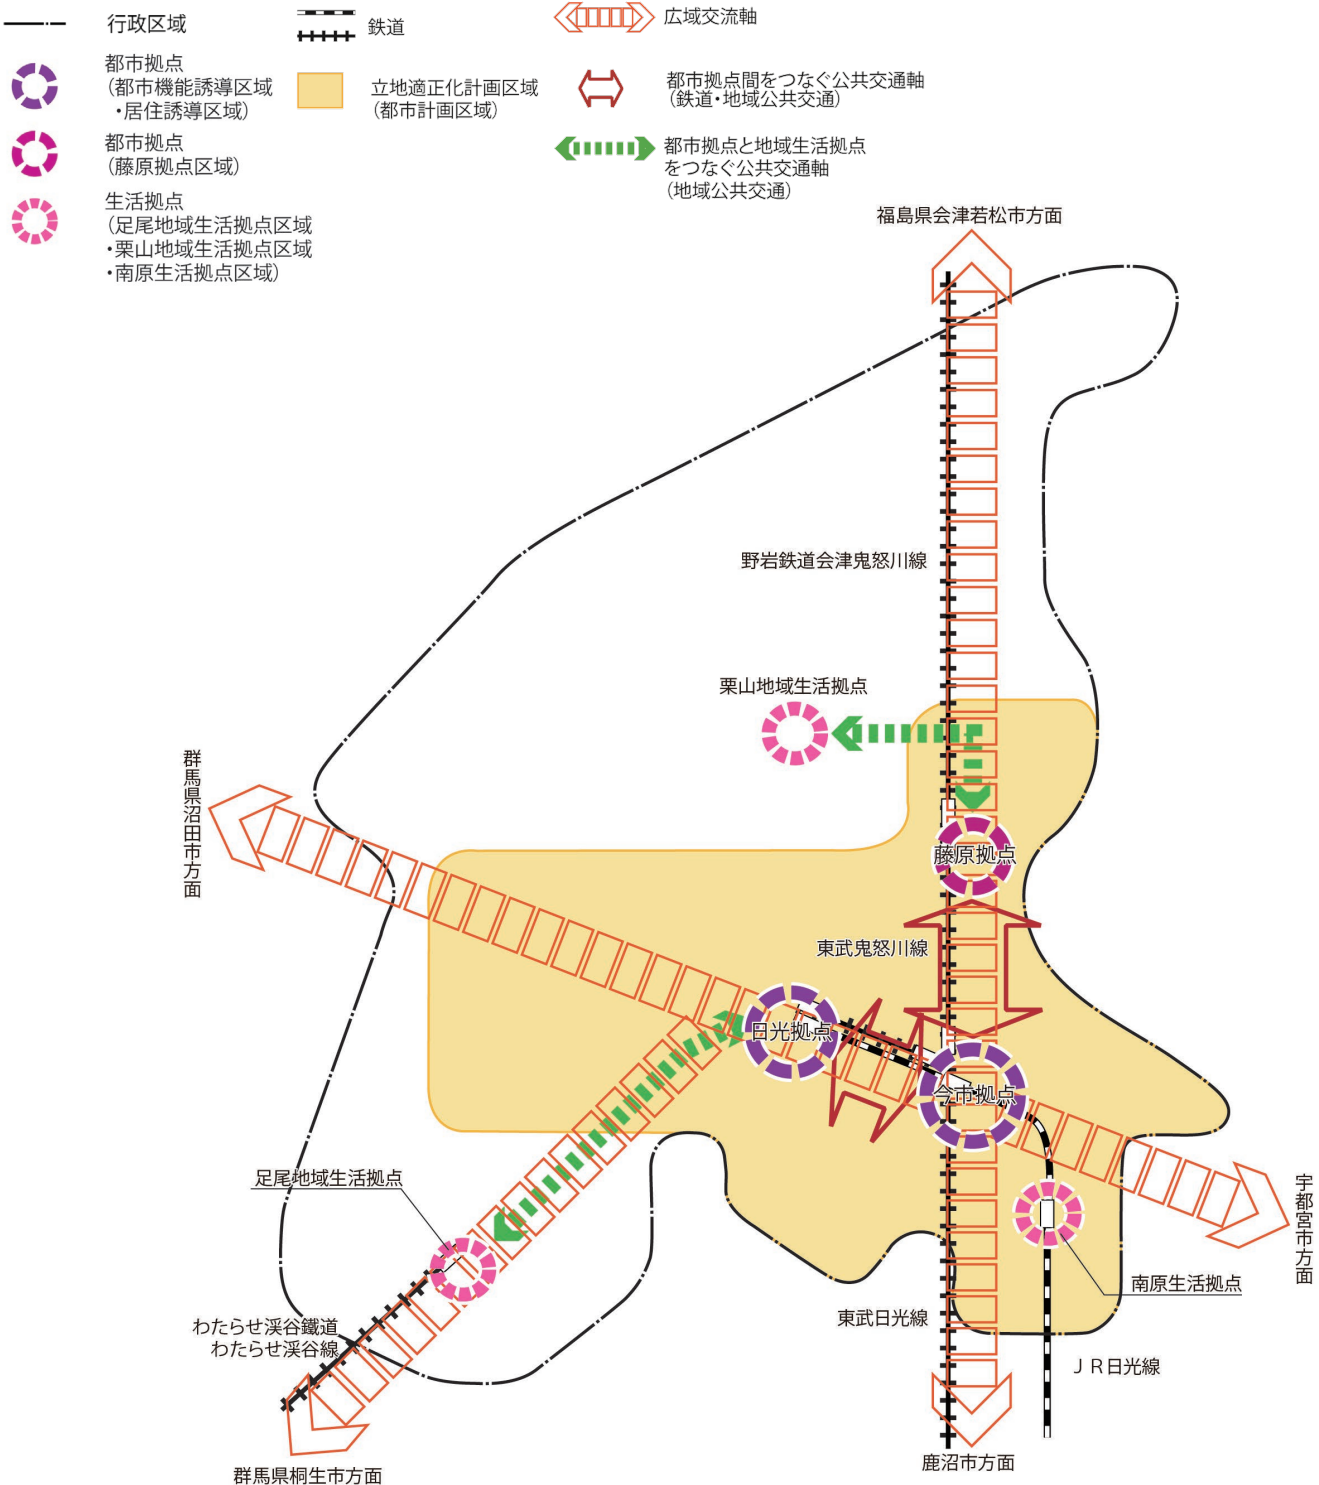 行政区域
都市拠点
（都市機能誘導区域
・居住誘導区域）
都市拠点
（藤原拠点区域）
生活拠点
（足尾地域生活拠点区域
・栗山地域生活拠点区域
・南原生活拠点区域）
鉄道
立地適正化計画区域
（都市計画区域）
広域交流軸
都市拠点間をつなぐ公共交通軸
（鉄道・地域公共交通）
都市拠点と地域生活拠点
をつなぐ公共交通軸
（地域公共交通）
福島県会津若松市方面
野岩鉄道会津鬼怒川線
栗山地域生活拠点
群馬県沼田市方面
藤原拠点
東武鬼怒川線
日光拠点
今市拠点
足尾地域生活拠点
宇都宮市方面
南原生活拠点
東武日光線
わたらせ渓谷鐵道
わたらせ渓谷線
ＪＲ日光線
鹿沼市方面
群馬県桐生市方面